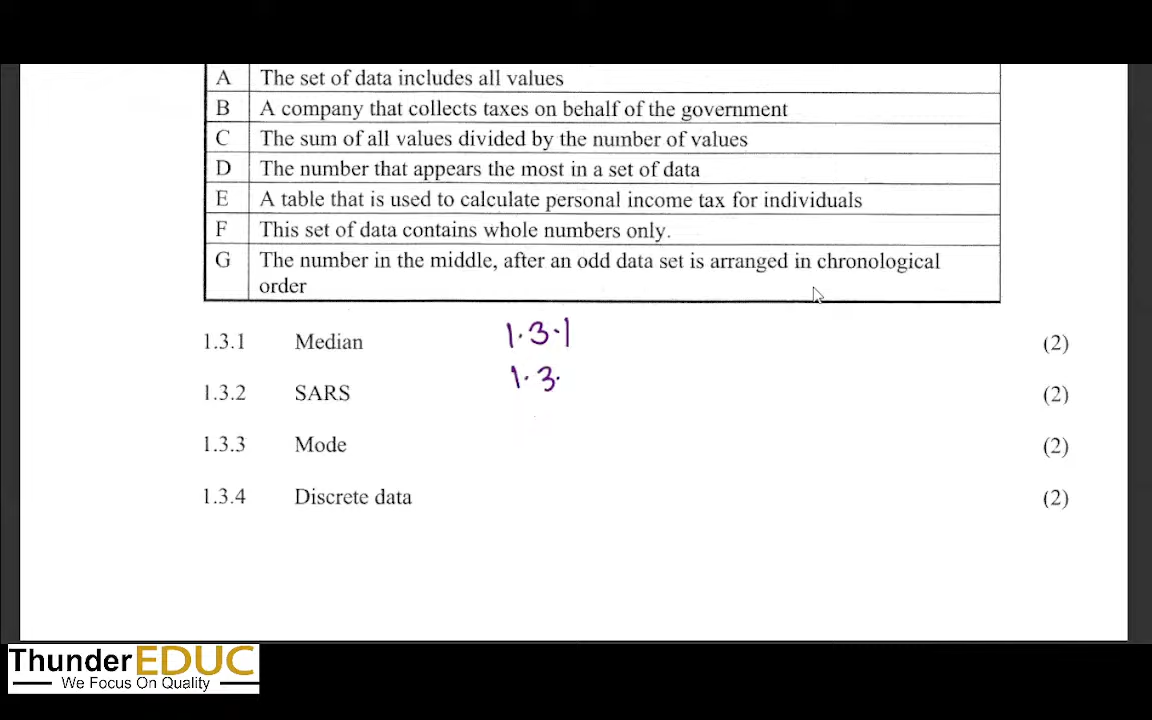 A The set of data includes all values
B A company that collects taxes on behalf of the government
C The sum of all values divided by the number of values
D The number that appears the most in a set of data
E A table that is used to calculate personal income tax for individuals
F This set of data contains whole numbers only.
G The number in the middle, after an odd data set is arranged in chronological
order
1.3.1 Median 1.3.1 (2)
1.3.2 SARS 1.3. (2)
1.3.3 Mode (2)
1.3.4 Discrete data (2)
ThunderEDUC
We Focus On Quality